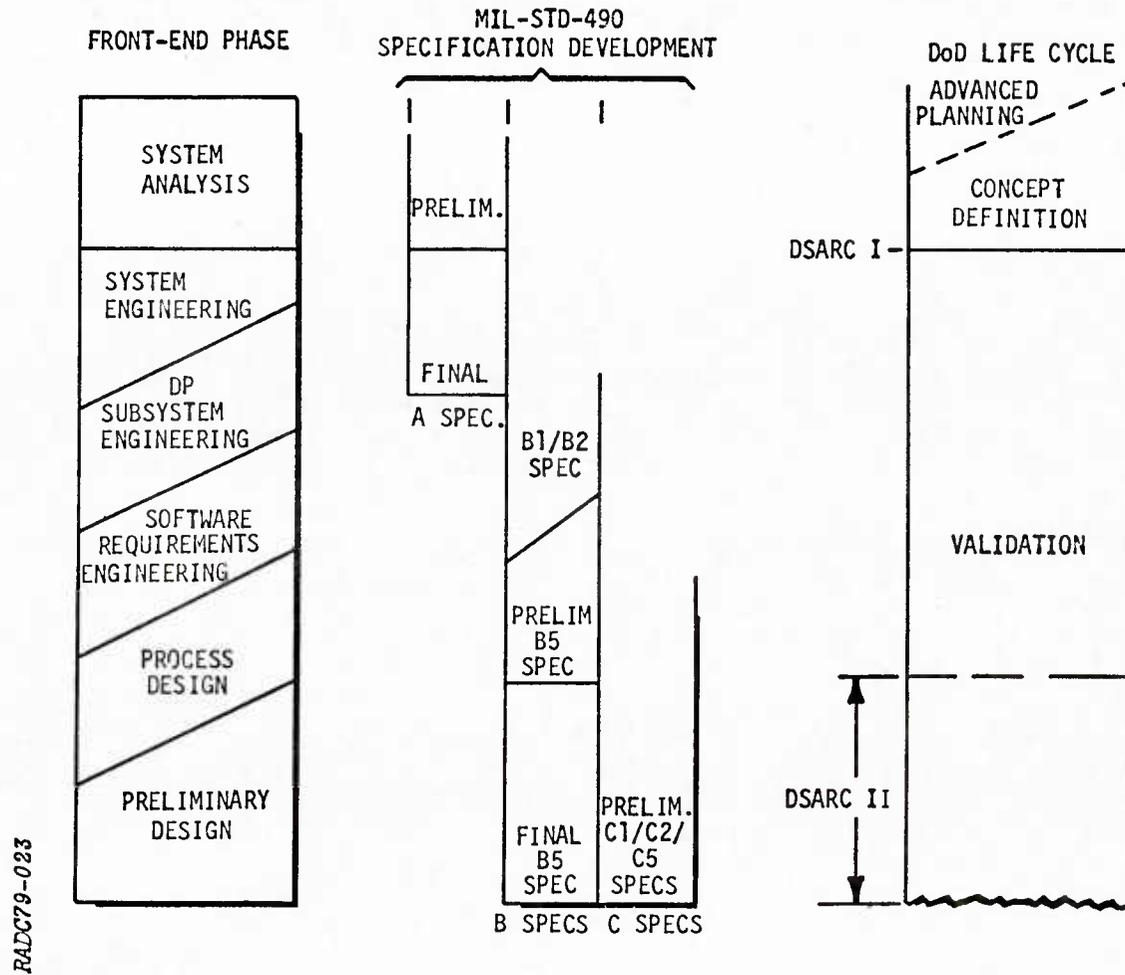 FRONT-END PHASE
SYSTEM
ANALYSIS
SYSTEM
ENGINEERING
DP
SUBSYSTEM
ENGINEERING
SOFTWARE
REQUIREMENTS
ENGINEERING
PROCESS
DESIGN
PRELIMINARY
DESIGN
MIL-STD-490
SPECIFICATION DEVELOPMENT
PRELIM.
FINAL
A SPEC.
B1/B2
SPEC
PRELIM
B5
SPEC
FINAL
B5
SPEC
B SPECS
PRELIM.
C1/C2/
C5
SPECS
C SPECS
DoD LIFE CYCLE
ADVANCED
PLANNING
CONCEPT
DEFINITION
DSARC I
VALIDATION
DSARC II
RADC79-023